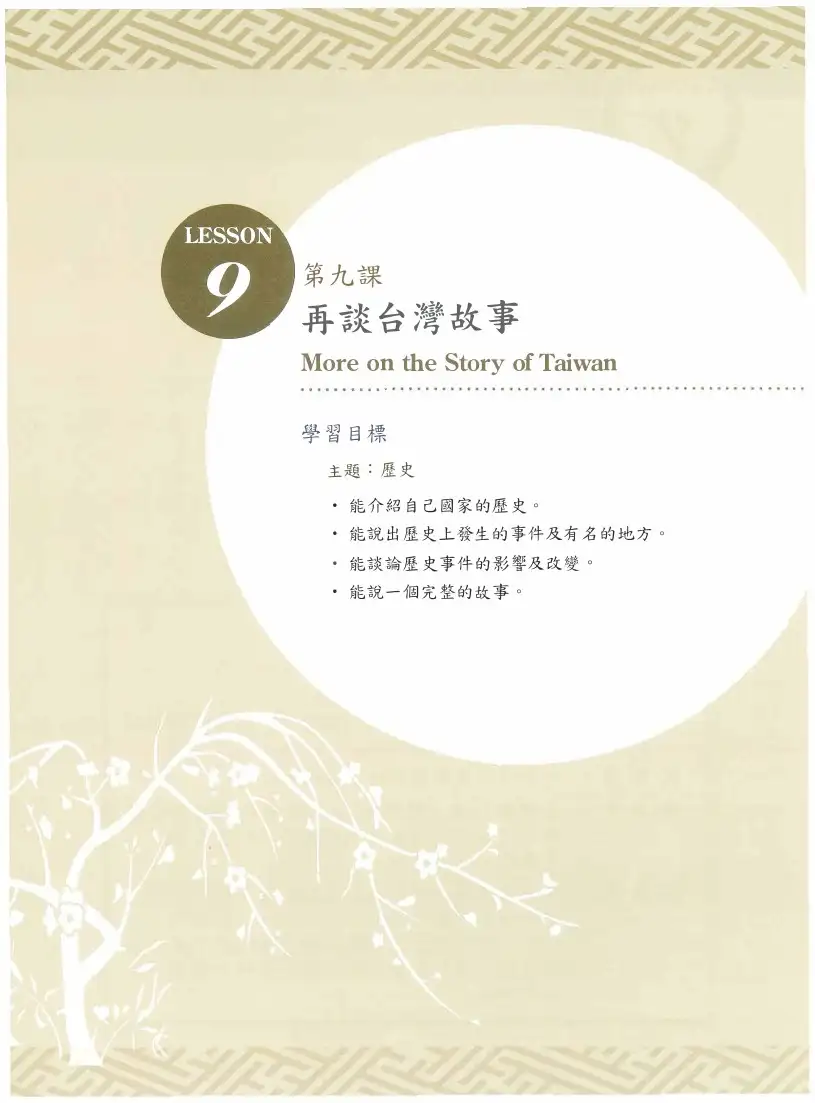 LESSON
9
第九課
再談台灣故事
More on the Story of Taiwan
學習目標
主題：歷史
· 能介紹自己國家的歷史。
· 能說出歷史上發生的事件及有名的地方。
· 能談論歷史事件的影響及改變。
· 能說一個完整的故事。